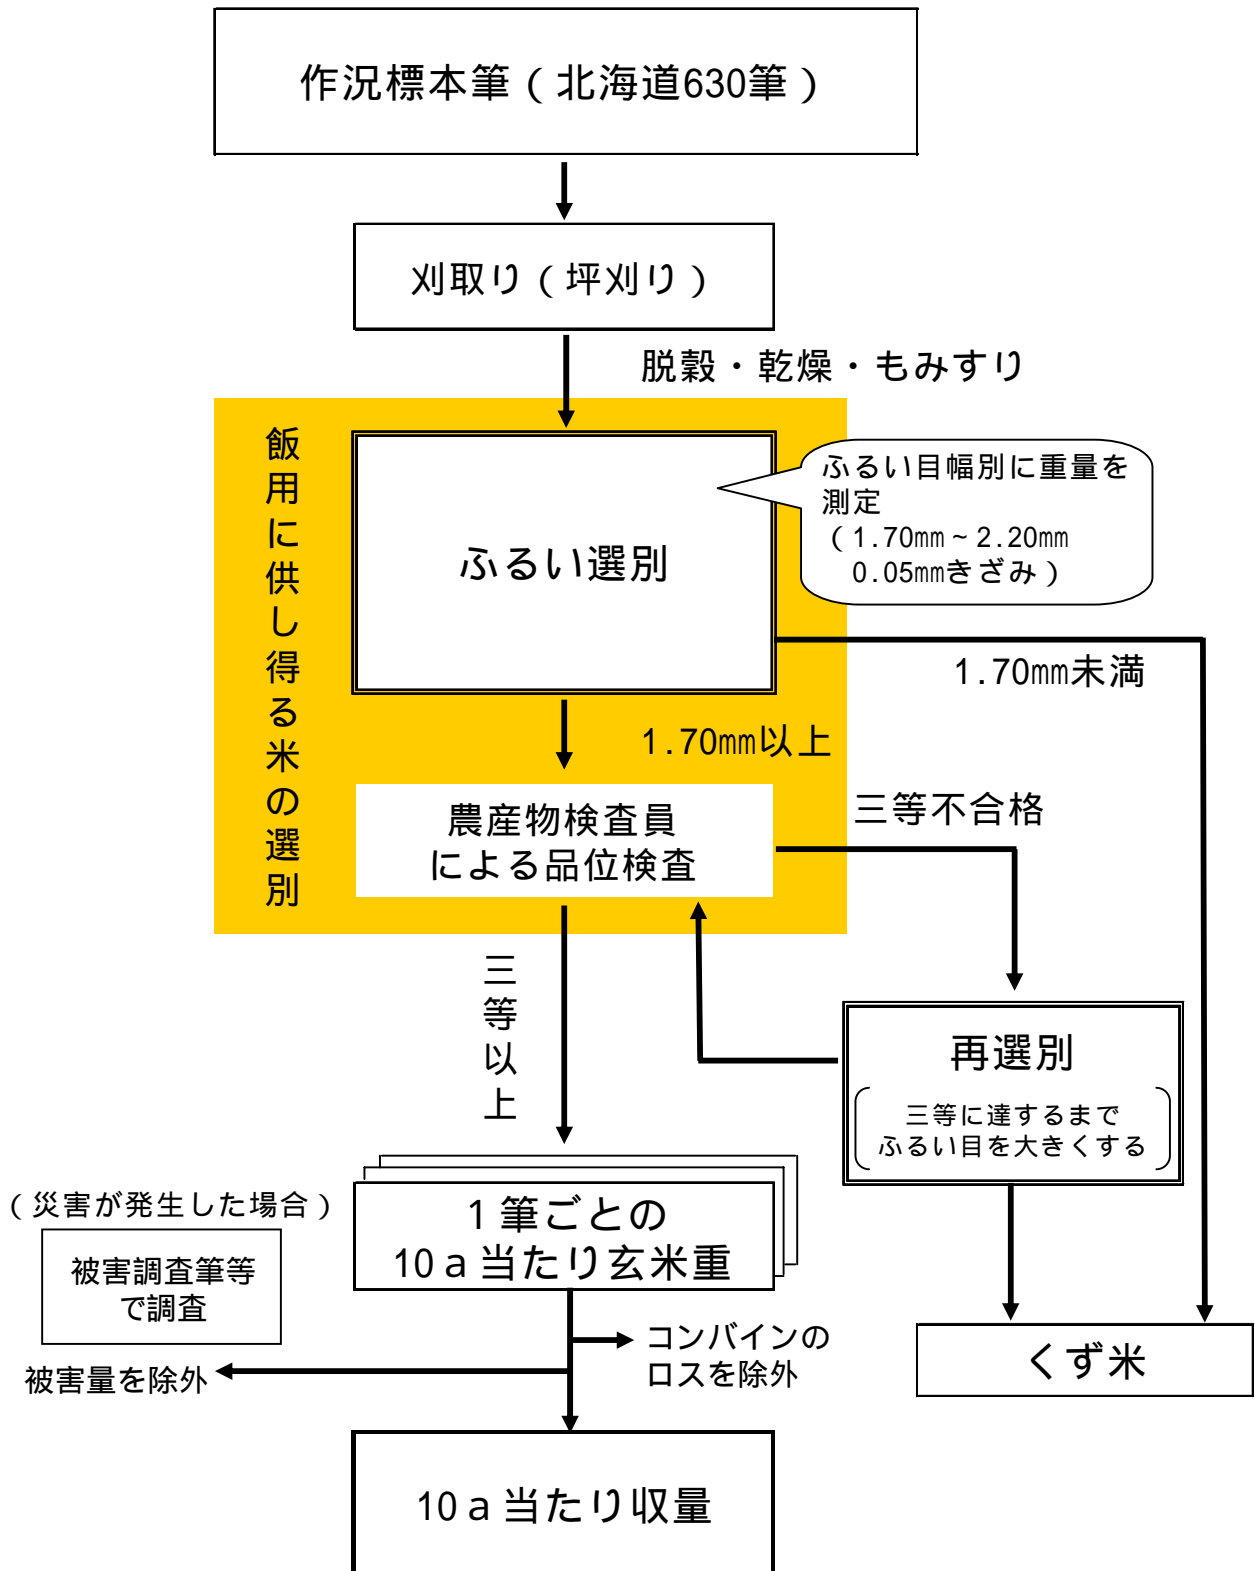 作況標本筆（北海道630筆）
刈取り（坪刈り）
脱穀・乾燥・もみすり
飯用に供し得る米の選別
ふるい選別
ふるい目幅別に重量を
測定
（1.70㎜～2.20㎜
0.05㎜きざみ）
1.70㎜未満
1.70㎜以上
農産物検査員
による品位検査
三等不合格
三等以上
再選別
三等に達するまで
ふるい目を大きくする
（災害が発生した場合）
被害調査筆等
で調査
1筆ごとの
10a当たり玄米重
コンバインの
ロスを除外
被害量を除外
くず米
10a当たり収量